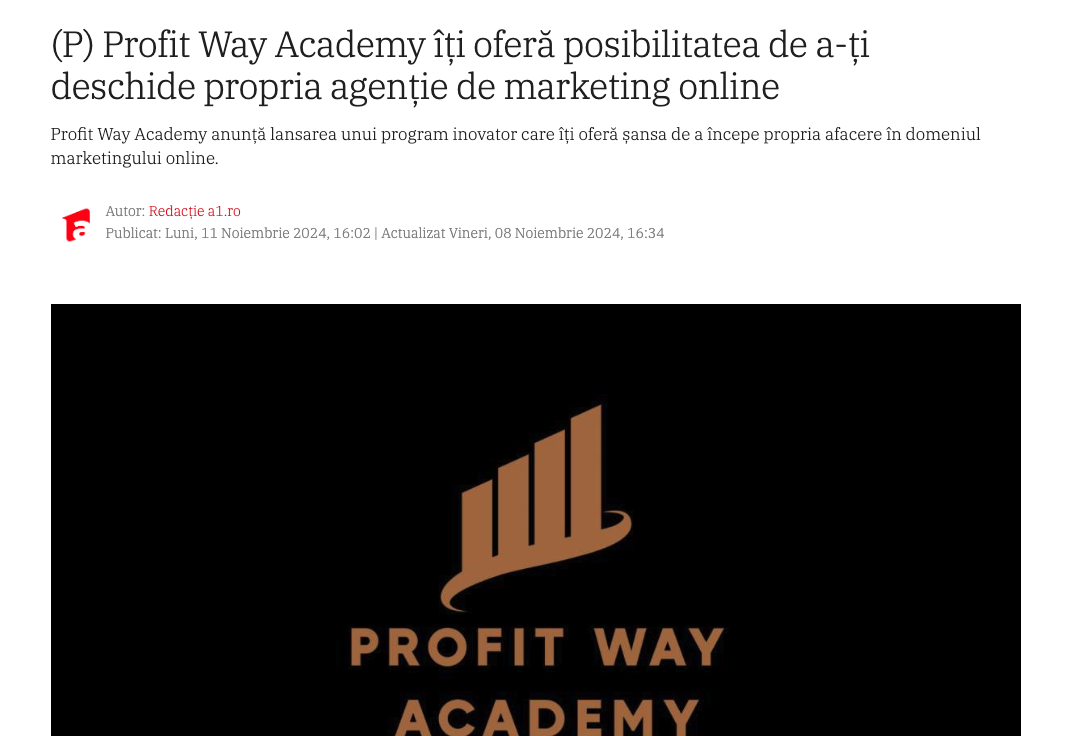 (P) Profit Way Academy îți oferă posibilitatea de a-ți
deschide propria agenție de marketing online
Profit Way Academy anunță lansarea unui program inovator care îți oferă șansa de a începe propria afacere în domeniul
marketingului online.
Autor: Redacție a1.ro
Publicat: Luni, 11 Noiembrie 2024, 16:02 | Actualizat Vineri, 08 Noiembrie 2024, 16:34
PROFIT WAY
ACADEMY